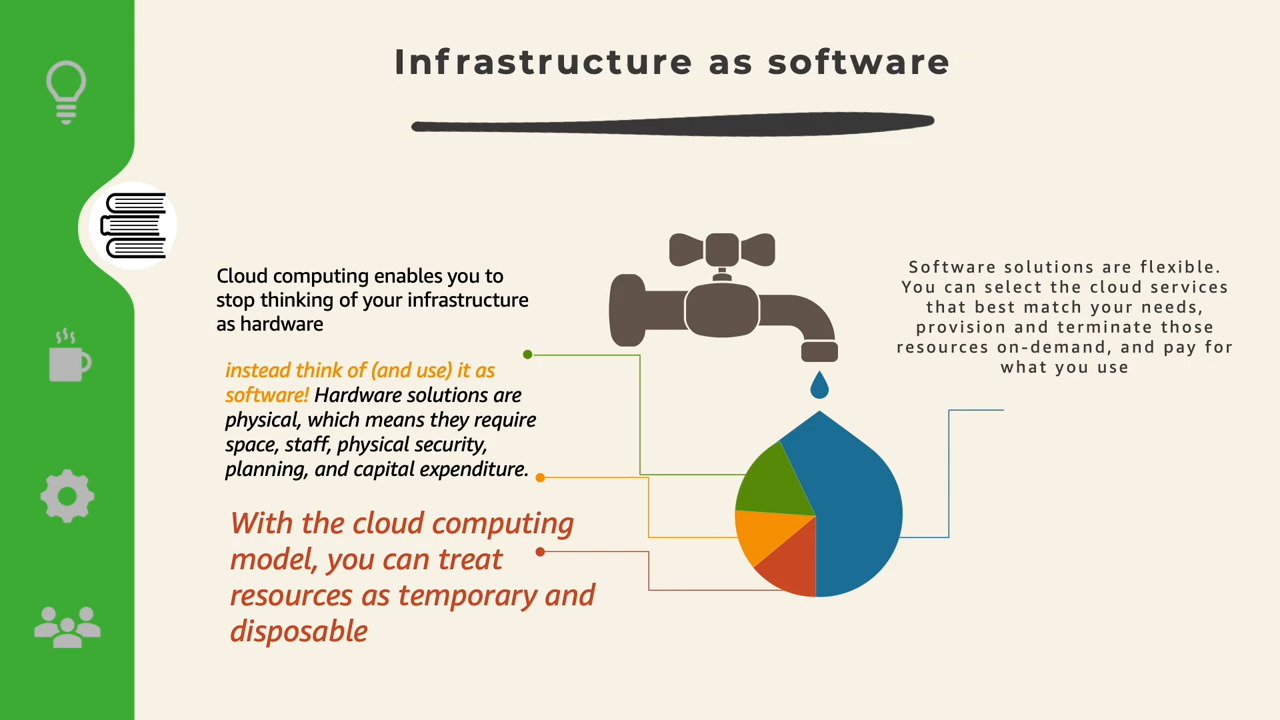 Infrastructure as software
Cloud computing enables you to
stop thinking of your infrastructure
as hardware
instead think of (and use) it as
software! Hardware solutions are
physical, which means they require
space, staff, physical security,
planning, and capital expenditure.
With the cloud computing
model, you can treat
resources as temporary and
disposable
Software solutions are flexible.
You can select the cloud services
that best match your needs,
provision and terminate those
resources on-demand, and pay for
what you use